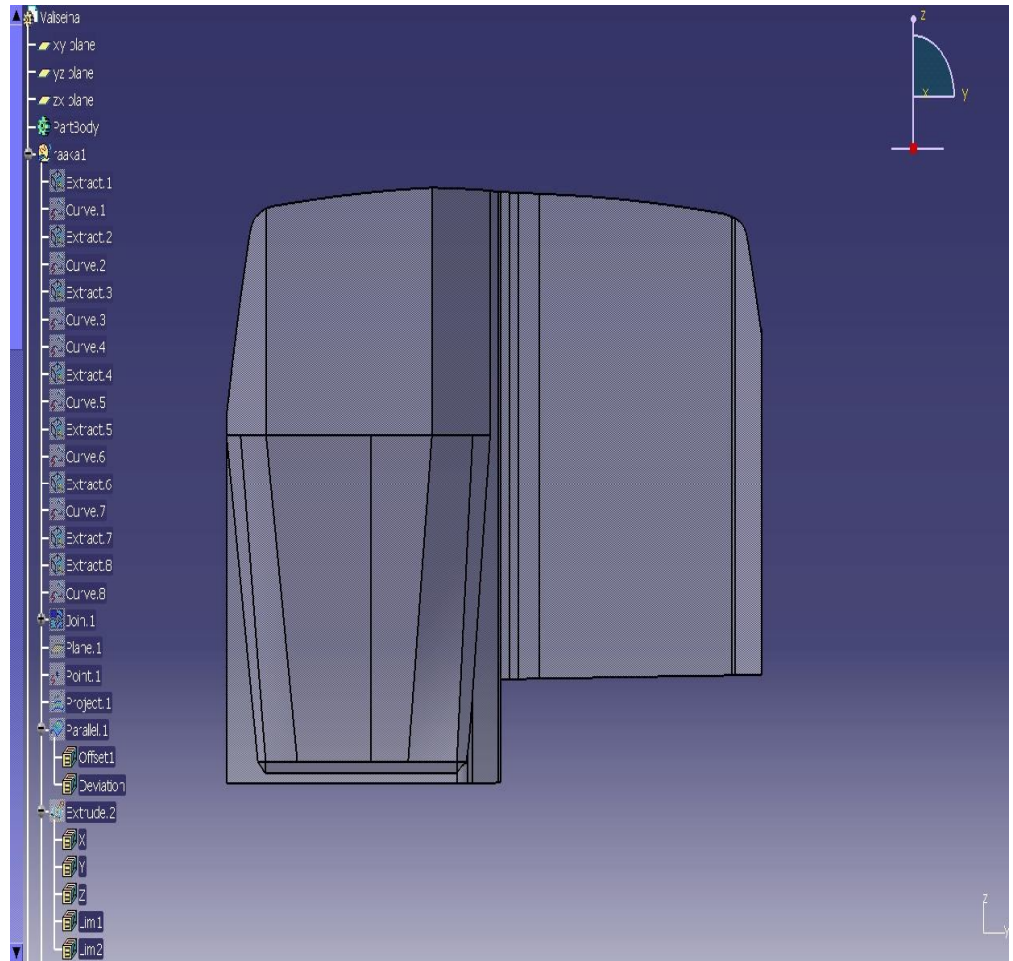 Valiseina
xy plane
yz plane
zx plane
PartBody
raaka1
Extract.1
Curve.1
Extract.2
Curve.2
Extract.3
Curve.3
Curve.4
Extract.4
Curve.5
Extract.5
Curve.6
Extract.6
Curve.7
Extract.7
Extract.8
Curve.8
Join.1
Plane.1
Point.1
Project.1
Parallel.1
Offset1
Deviation
Extrude.2
X
Y
Z
Lim1
Lim2
z
x
y
z
y